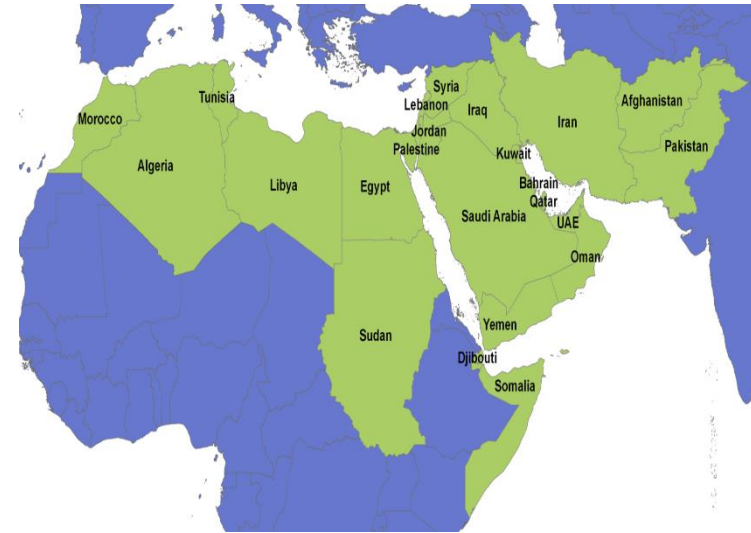 Syria
Afghanistan
Tunisia
Lebanon
Iraq
Morocco
Iran
Jordan
Pakistan
Palestine
Kuwait
Algeria
Bahrain
Libya
Egypt
Qatar
Saudi Arabia
UAE
Oman
Yemen
Sudan
Djibouti
Somalia